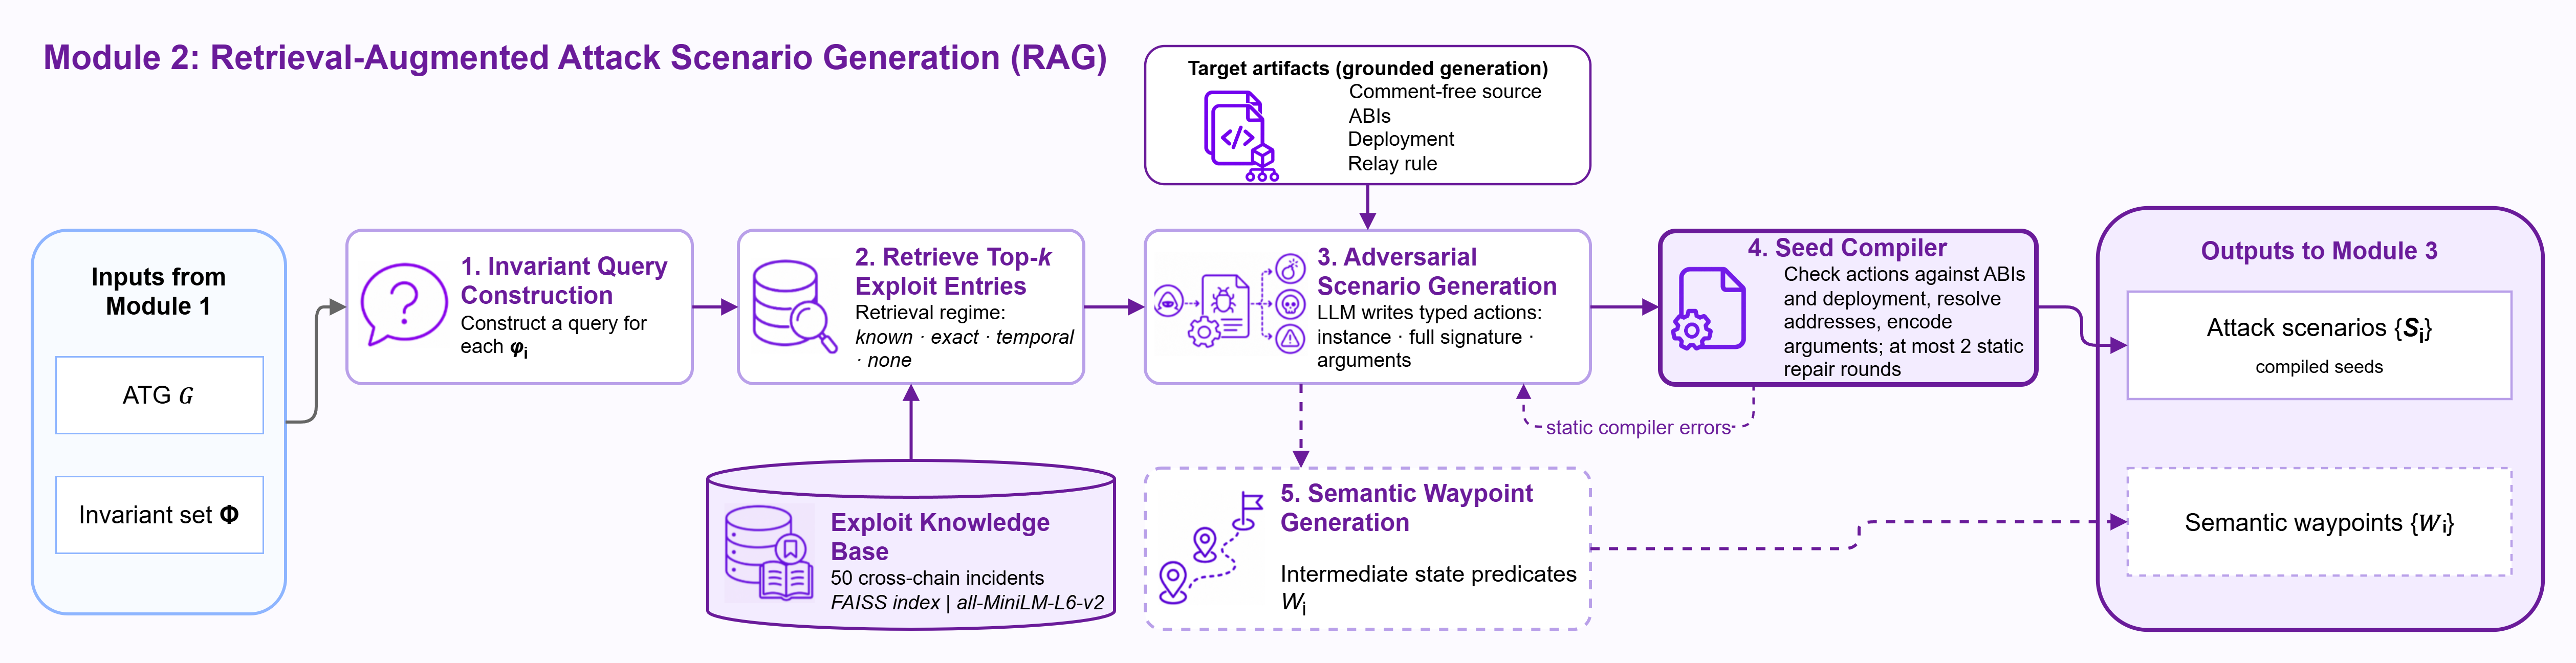 Module 2: Retrieval-Augmented Attack Scenario Generation (RAG)
Target artifacts (grounded generation)
Comment-free source
ABIs
Deployment
Relay rule
Inputs from
Module 1
ATG G
Invariant set Φ
1. Invariant Query
Construction
Construct a query for
each φi
2. Retrieve Top-k
Exploit Entries
Retrieval regime:
known · exact · temporal
· none
Exploit Knowledge
Base
50 cross-chain incidents
FAISS index | all-MiniLM-L6-v2
3. Adversarial
Scenario Generation
LLM writes typed actions:
instance · full signature ·
arguments
4. Seed Compiler
Check actions against ABIs
and deployment, resolve
addresses, encode
arguments; at most 2 static
repair rounds
static compiler errors
5. Semantic Waypoint
Generation
Intermediate state predicates
Wi
Outputs to Module 3
Attack scenarios {Si}
compiled seeds
Semantic waypoints {Wi}